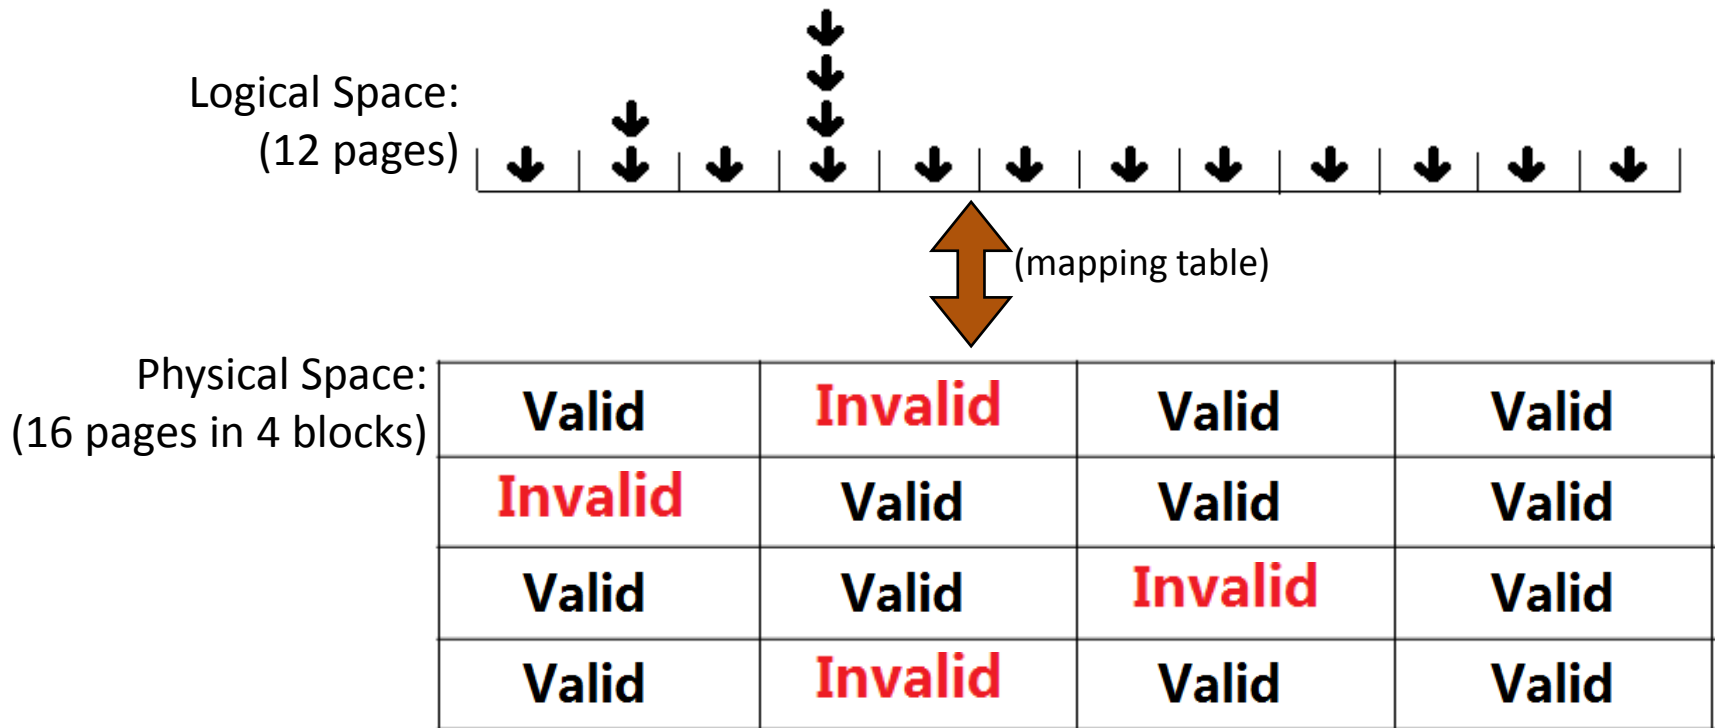 Logical Space:
(12 pages)
(mapping table)
Physical Space:
(16 pages in 4 blocks)
Valid Invalid Valid Valid
Invalid Valid Valid Valid
Valid Valid Invalid Valid
Valid Invalid Valid Valid